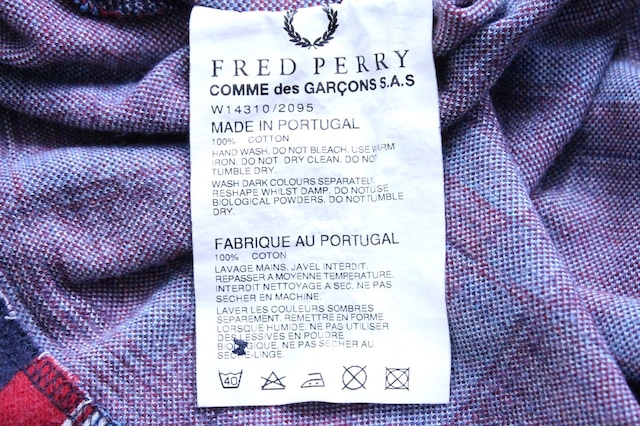 FRED PERRY
COMME des GARÇONS S.A.S
W14310/2095
MADE IN PORTUGAL
100% COTTON
HAND WASH. DO NOT BLEACH. USE WARM
IRON. DO NOT DRY CLEAN. DO NOT
TUMBLE DRY.
WASH DARK COLOURS SEPARATELY.
RESHAPE WHILST DAMP. DO NOT USE
BIOLOGICAL POWDERS. DO NOT TUMBLE
DRY.
FABRIQUE AU PORTUGAL
100% COTON
LAVAGE MAINS. JAVEL INTERDIT.
REPASSER A MOYENNE TEMPERATURE.
INTERDIT NETTOYAGE A SEC. NE PAS
SECHER EN MACHINE.
LAVER LES COULEURS SOMBRES
SEPAREMENT. REMETTRE EN FORME
LORSQUE HUMIDE. NE PAS UTILISER
DES LESSIVES EN POUDRE
BIOLOGIQUE. NE PAS SECHER AU
SECHE-LINGE.
40